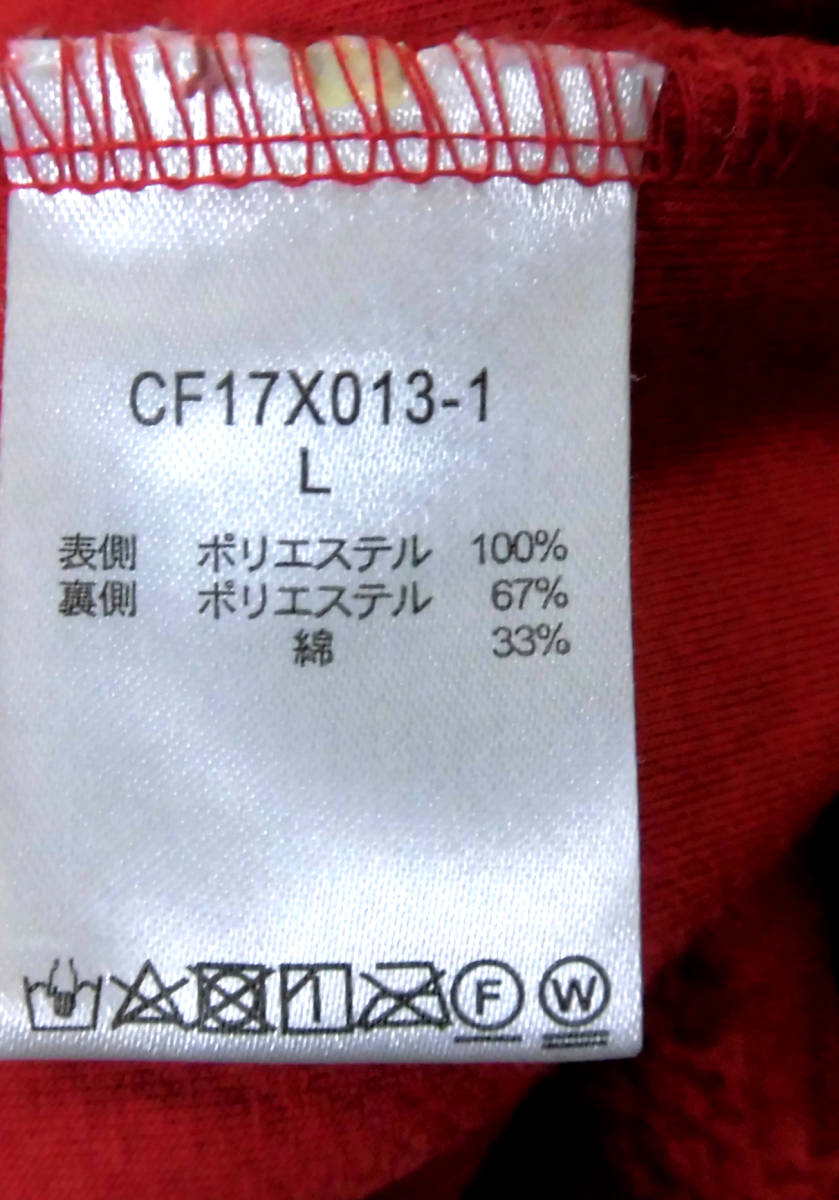 CF17X013-1
L
表側 ポリエステル 100%
裏側 ポリエステル 67%
綿 33%
F W